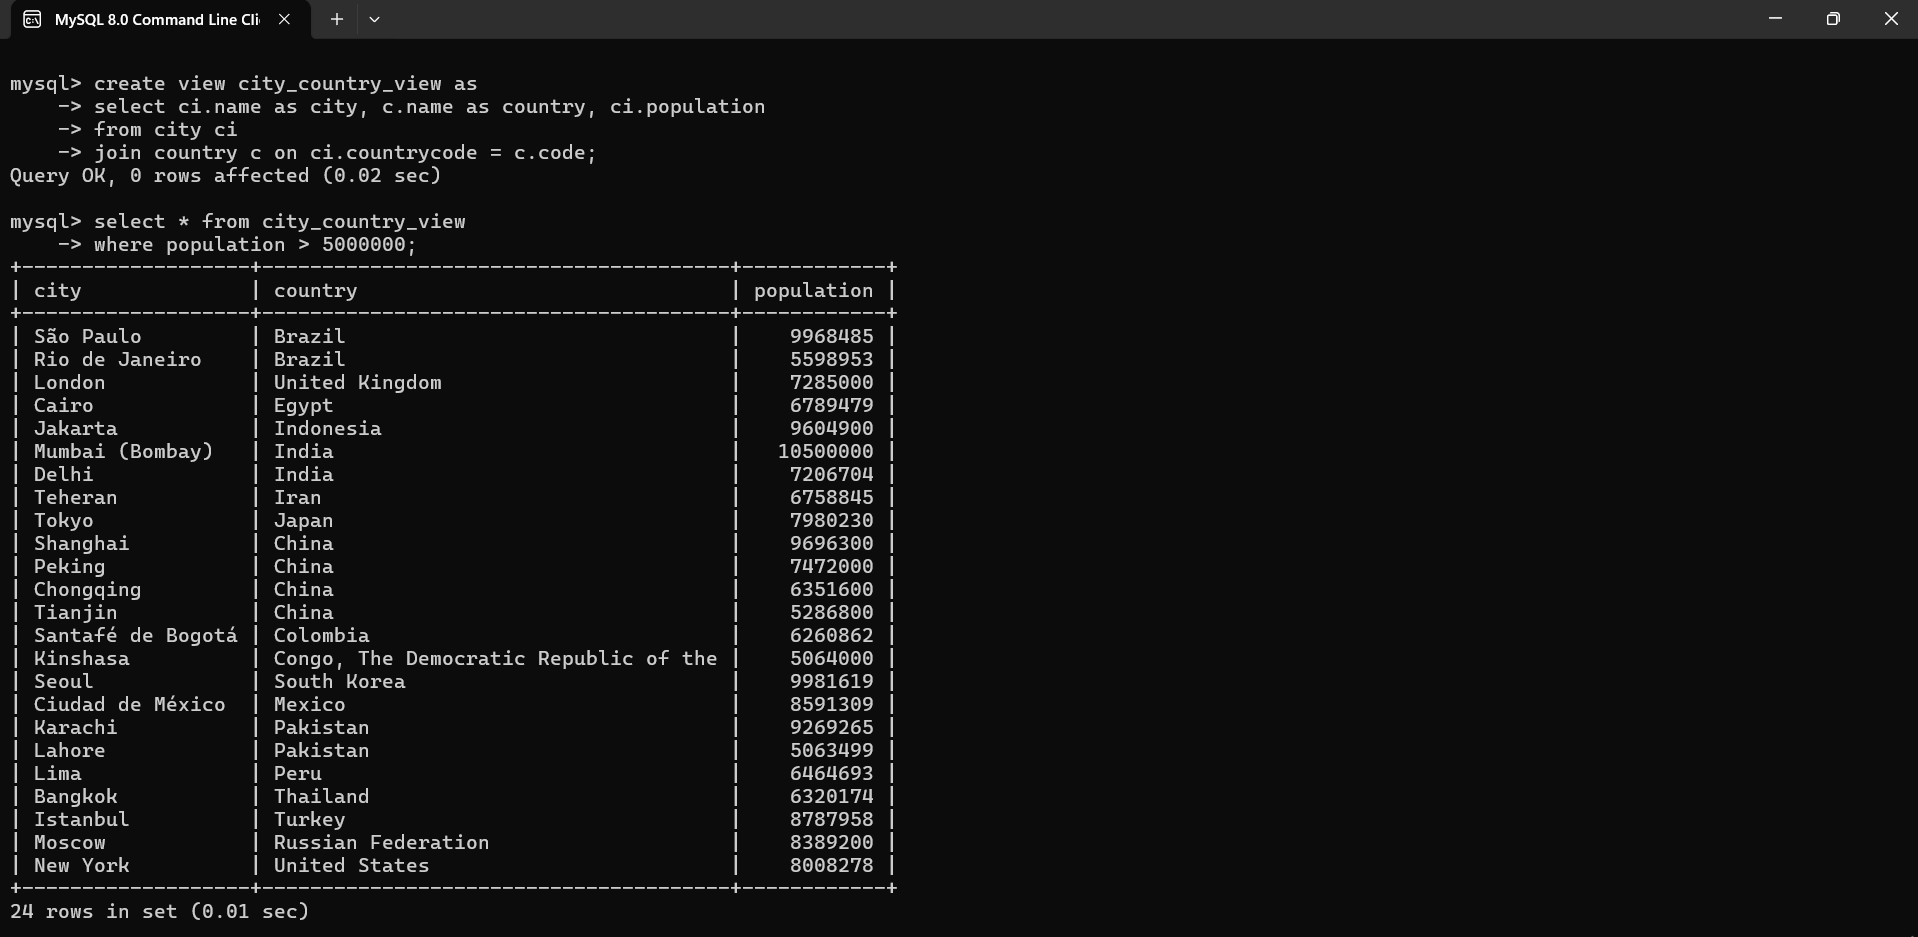 MySQL 8.0 Command Line Cli
mysql> create view city_country_view as
    -> select ci.name as city, c.name as country, ci.population
    -> from city ci
    -> join country c on ci.countrycode = c.code;
Query OK, 0 rows affected (0.02 sec)
mysql> select * from city_country_view
    -> where population > 5000000;
+-------------------+---------------------------------------+------------+
| city              | country                               | population |
+-------------------+---------------------------------------+------------+
| São Paulo         | Brazil                                |    9968485 |
| Rio de Janeiro    | Brazil                                |    5598953 |
| London            | United Kingdom                        |    7285000 |
| Cairo             | Egypt                                 |    6789479 |
| Jakarta           | Indonesia                             |    9604900 |
| Mumbai (Bombay)   | India                                 |   10500000 |
| Delhi             | India                                 |    7206704 |
| Teheran           | Iran                                  |    6758845 |
| Tokyo             | Japan                                 |    7980230 |
| Shanghai          | China                                 |    9696300 |
| Peking            | China                                 |    7472000 |
| Chongqing         | China                                 |    6351600 |
| Tianjin           | China                                 |    5286800 |
| Santafé de Bogotá | Colombia                              |    6260862 |
| Kinshasa          | Congo, The Democratic Republic of the |    5064000 |
| Seoul             | South Korea                           |    9981619 |
| Ciudad de México  | Mexico                                |    8591309 |
| Karachi           | Pakistan                              |    9269265 |
| Lahore            | Pakistan                              |    5063499 |
| Lima              | Peru                                  |    6464693 |
| Bangkok           | Thailand                              |    6320174 |
| Istanbul          | Turkey                                |    8787958 |
| Moscow            | Russian Federation                    |    8389200 |
| New York          | United States                         |    8008278 |
+-------------------+---------------------------------------+------------+
24 rows in set (0.01 sec)